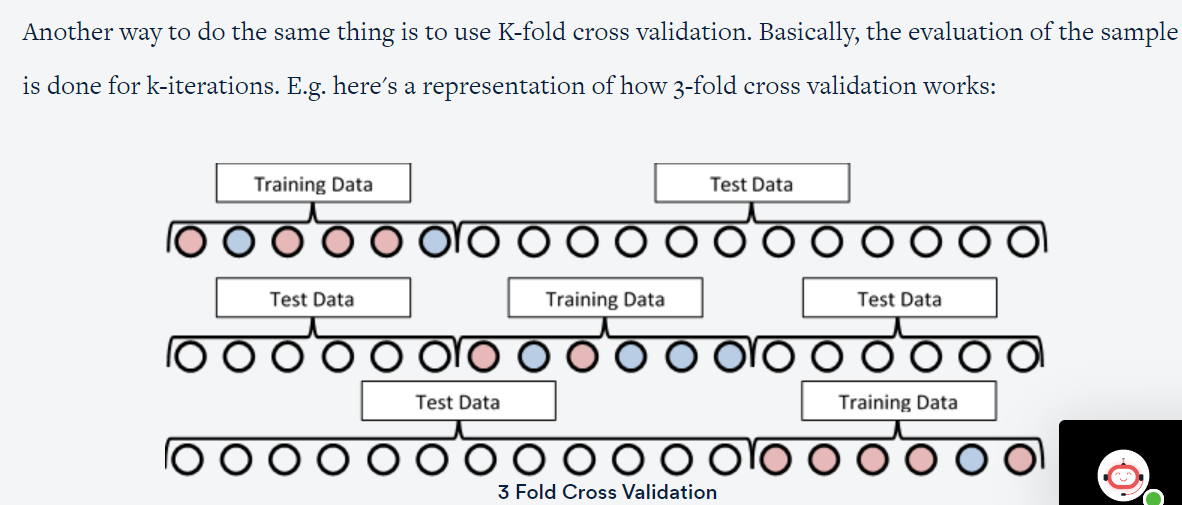 Another way to do the same thing is to use K-fold cross validation. Basically, the evaluation of the sample
is done for k-iterations. E.g. here's a representation of how 3-fold cross validation works:
Training Data
Test Data
Test Data
Training Data
Test Data
Test Data
Training Data
3 Fold Cross Validation